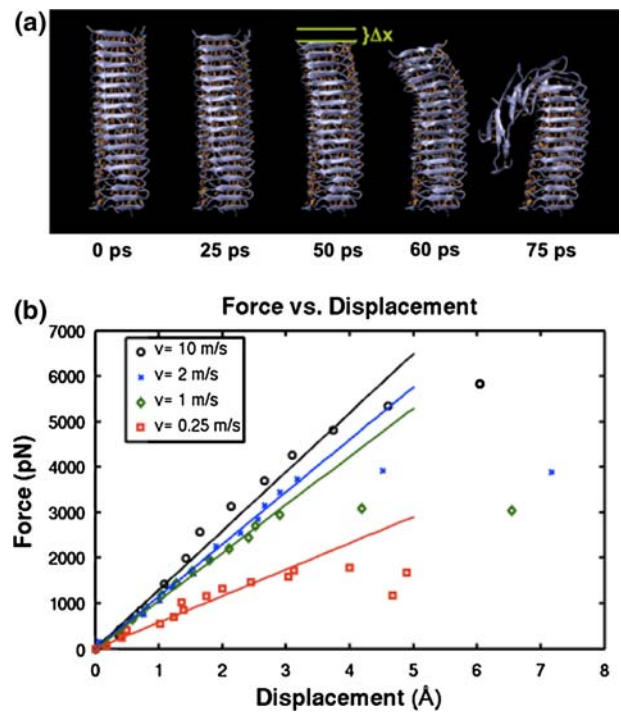 (a)
}Δx
0 ps 25 ps 50 ps 60 ps 75 ps
(b)
Force vs. Displacement
7000
6000
5000
4000
3000
2000
1000
0
Force (pN)
v= 10 m/s
v= 2 m/s
v= 1 m/s
v= 0.25 m/s
0 1 2 3 4 5 6 7 8
Displacement (Å)